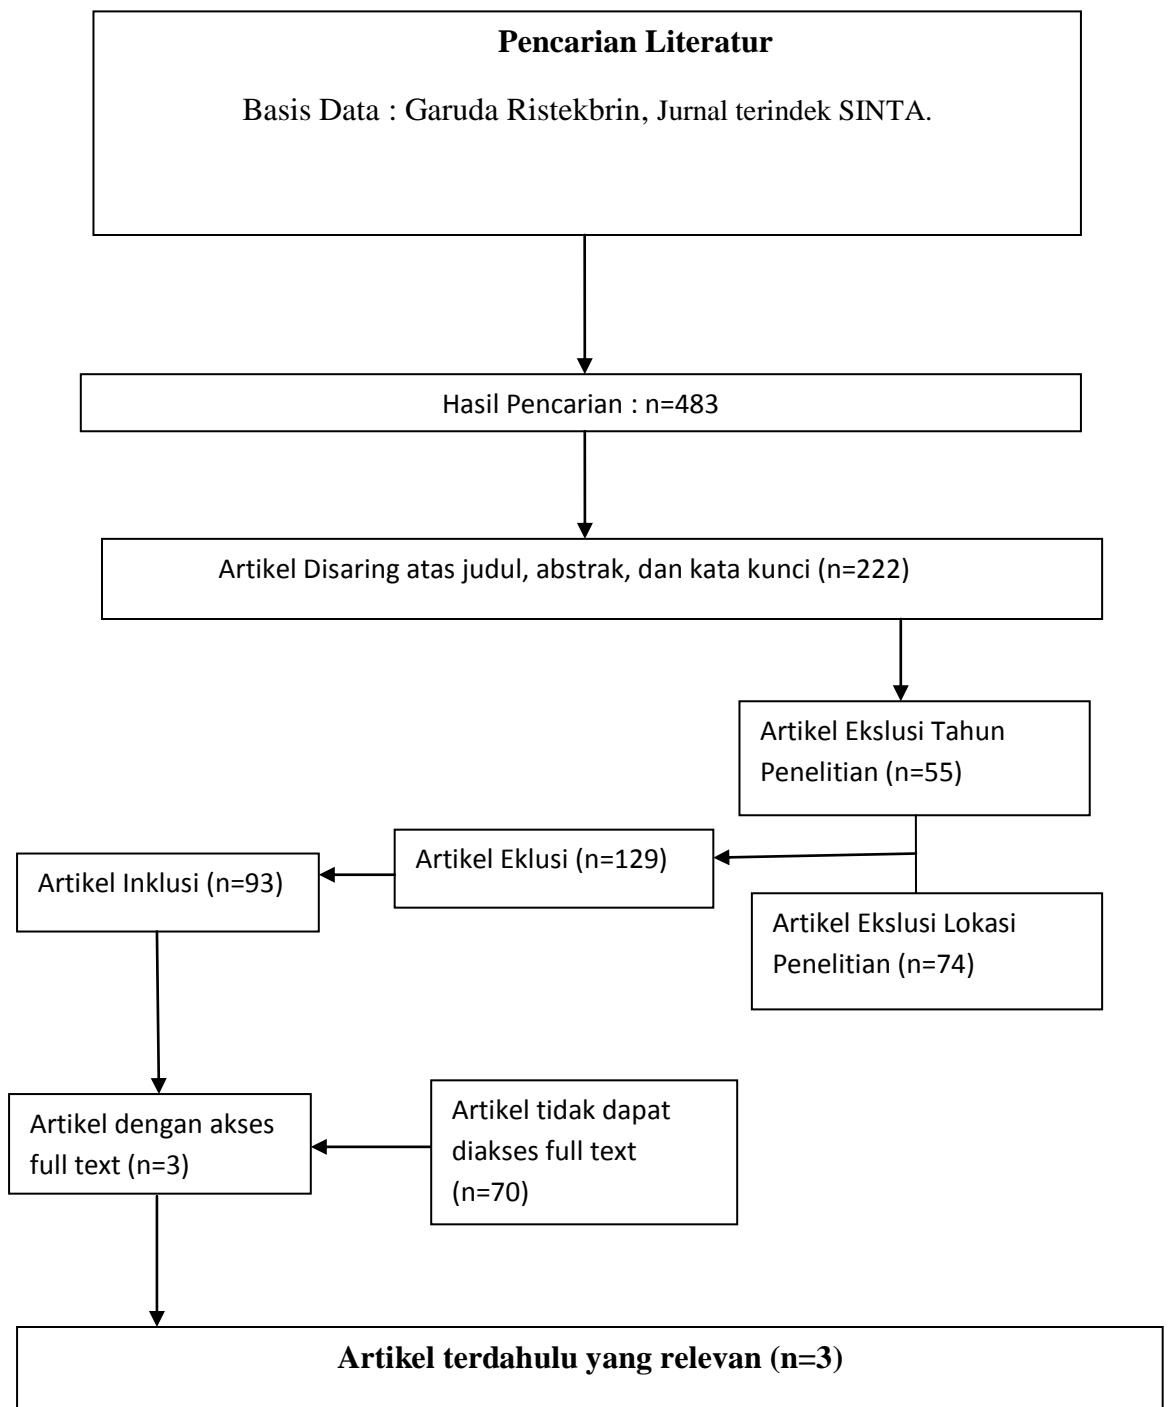 Pencarian Literatur
Basis Data : Garuda Ristekbrin, Jurnal terindek SINTA.
Hasil Pencarian : n=483
Artikel Disaring atas judul, abstrak, dan kata kunci (n=222)
Artikel Ekslusi Tahun
Penelitian (n=55)
Artikel Eklusi (n=129)
Artikel Inklusi (n=93)
Artikel Ekslusi Lokasi
Penelitian (n=74)
Artikel dengan akses
full text (n=3)
Artikel tidak dapat
diakses full text
(n=70)
Artikel terdahulu yang relevan (n=3)